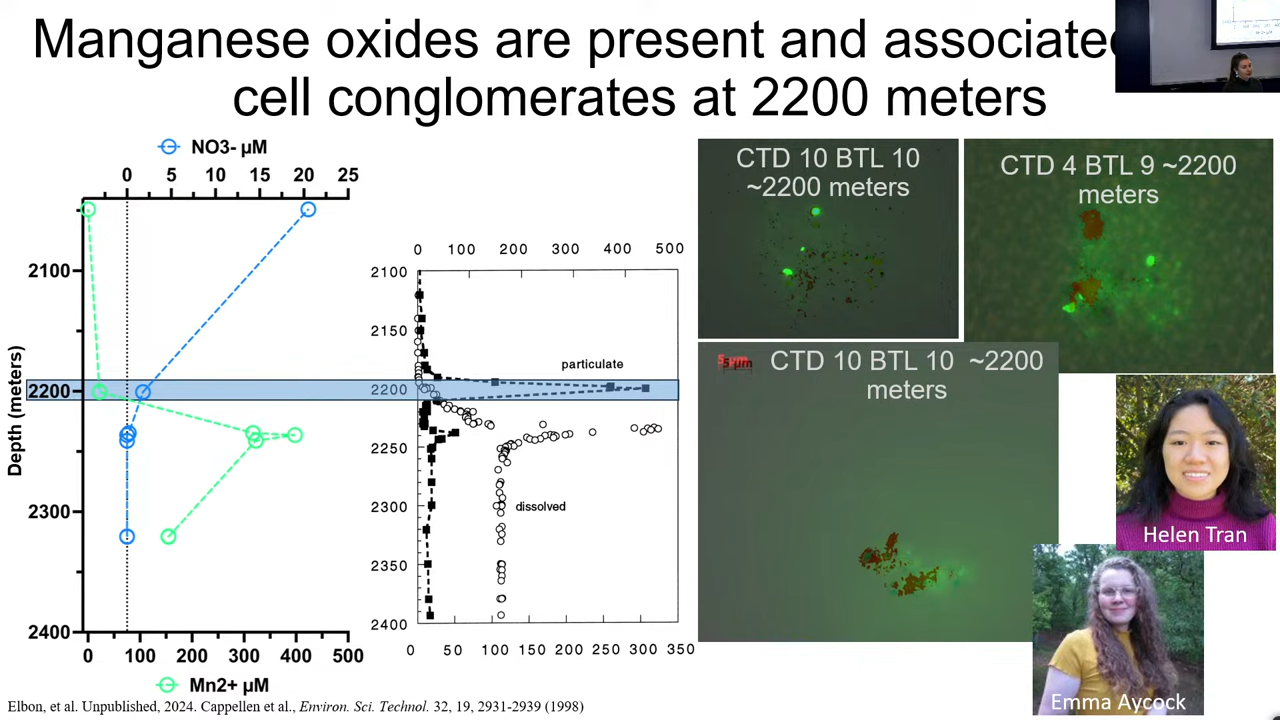 Manganese oxides are present and associated
cell conglomerates at 2200 meters
NO3- µM
0 5 10 15 20 25
2100
2200
2300
2400
Depth (meters)
0 100 200 300 400 500
Mn2+ µM
0 100 200 300 400 500
2100
2150
2200
2250
2300
2350
2400
particulate
dissolved
0 50 100 150 200 250 300 350
CTD 10 BTL 10
~2200 meters
CTD 4 BTL 9 ~2200
meters
5 µm
CTD 10 BTL 10 ~2200
meters
Helen Tran
Emma Aycock
Elbon, et al. Unpublished, 2024. Cappellen et al., Environ. Sci. Technol. 32, 19, 2931-2939 (1998)